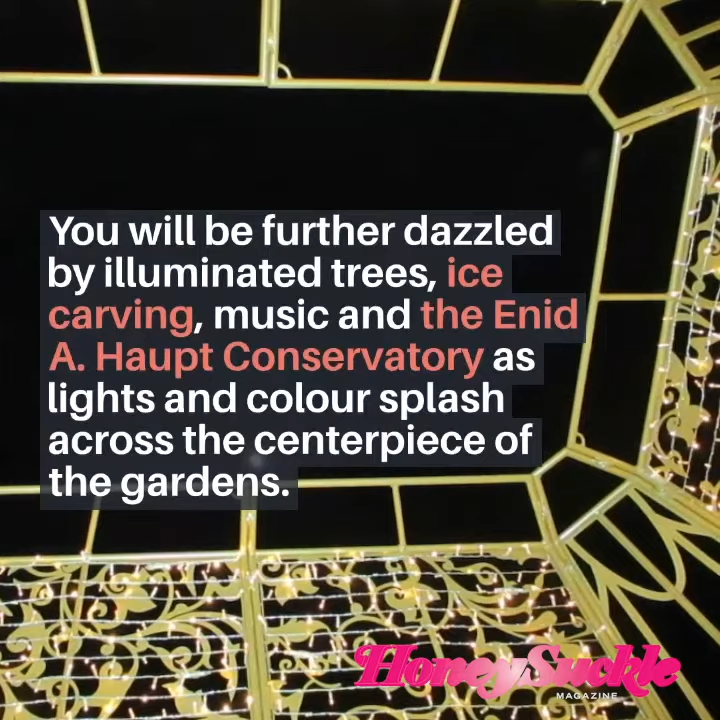 You will be further dazzled
by illuminated trees, ice
carving, music and the Enid
A. Haupt Conservatory as
lights and colour splash
across the centerpiece of
the gardens.
HoneySuckle
MAGAZINE